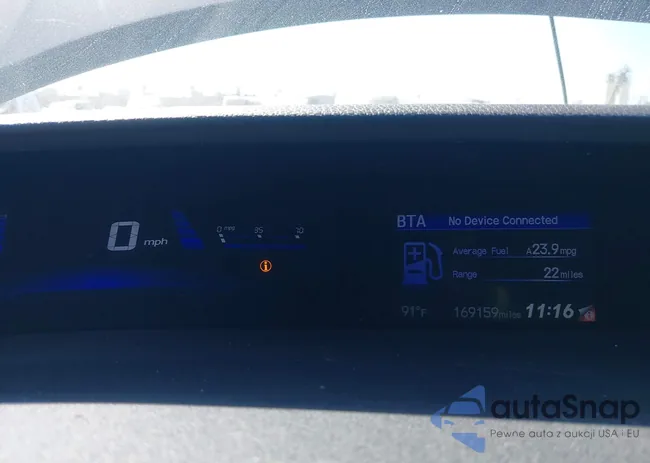 BTA No Device Connected
0 mph
Average Fuel A23.9mpg
Range 22 miles
91°F 169159miles 11:16
autaSnap
Pewne auta z aukcji USA i EU